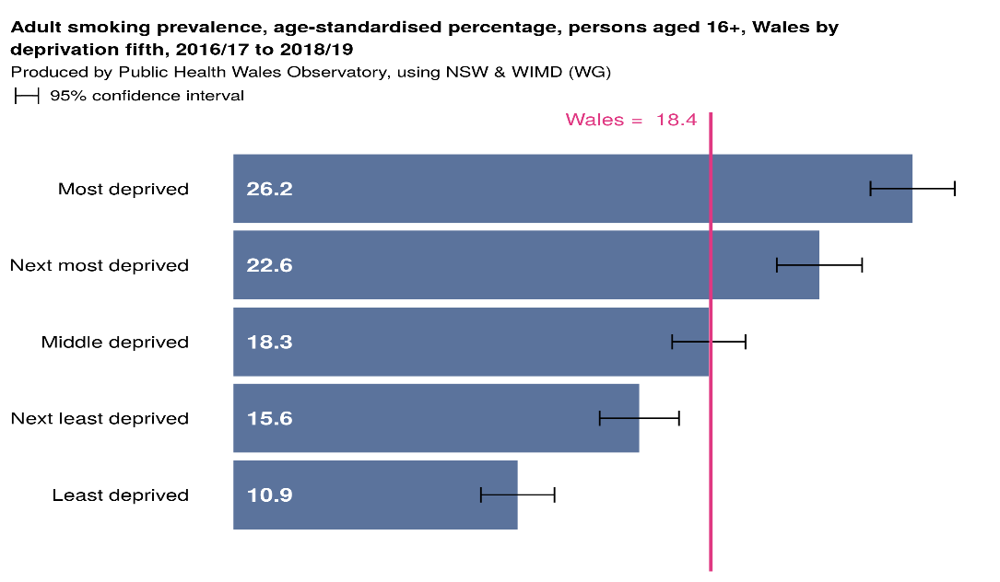 Adult smoking prevalence, age-standardised percentage, persons aged 16+, Wales by
deprivation fifth, 2016/17 to 2018/19
Produced by Public Health Wales Observatory, using NSW & WIMD (WG)
95% confidence interval
Wales = 18.4
Most deprived 26.2
Next most deprived 22.6
Middle deprived 18.3
Next least deprived 15.6
Least deprived 10.9